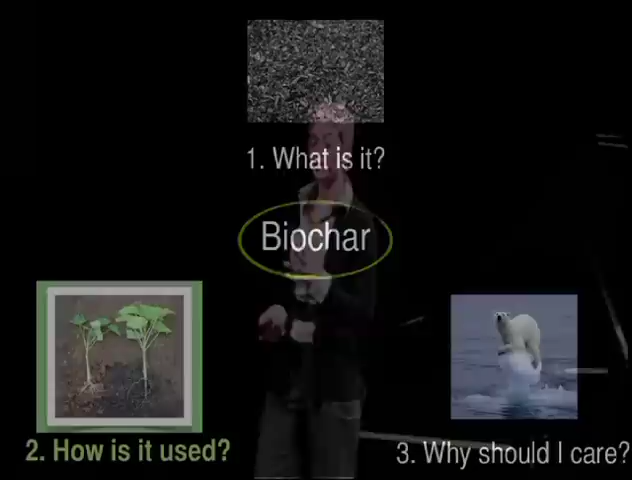 1. What is it?
Biochar
2. How is it used?
3. Why should I care?